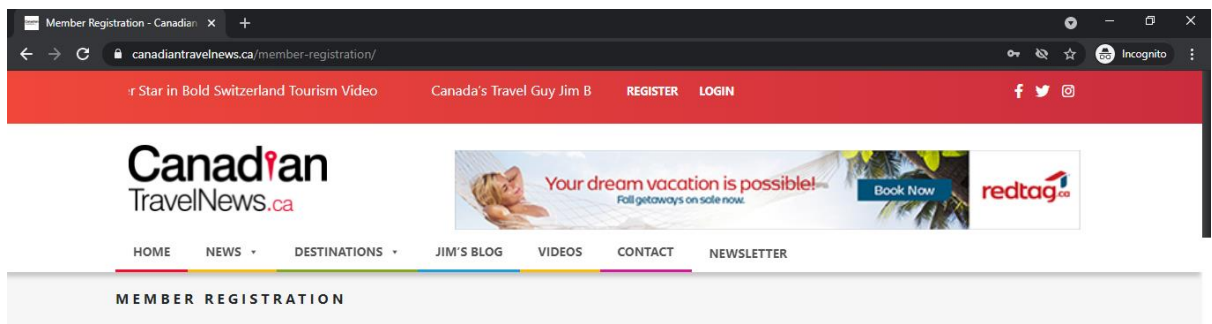 Member Registration - Canadian
canadiantravelnews.ca/member-registration/
Incognito
r Star in Bold Switzerland Tourism Video
Canada's Travel Guy Jim B
REGISTER LOGIN
Canadian
TravelNews.ca
Your dream vacation is possible!
Fall getaways on sale now.
Book Now
redtag.ca
HOME NEWS DESTINATIONS JIM'S BLOG VIDEOS CONTACT NEWSLETTER
MEMBER REGISTRATION